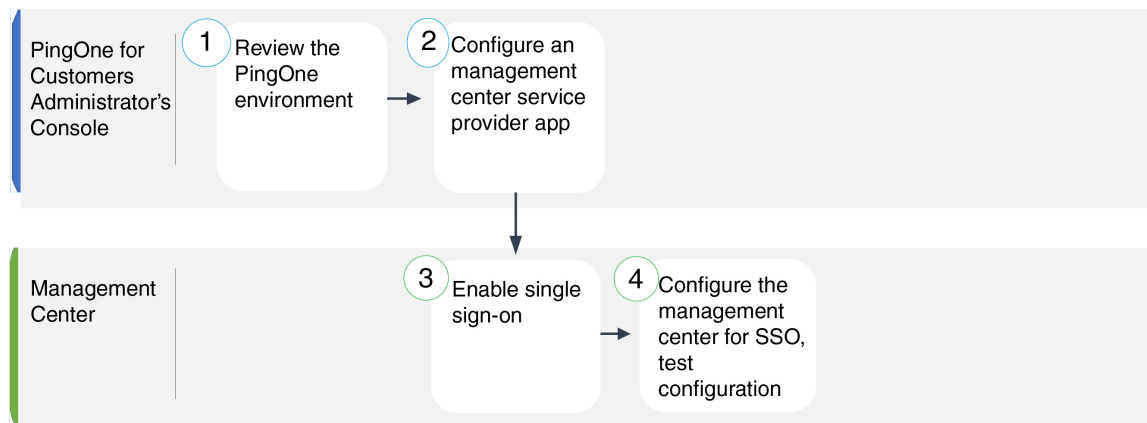 PingOne for
Customers
Administrator's
Console
1
Review the
PingOne
environment
2
Configure an
management
center service
provider app
Management
Center
3
Enable single
sign-on
4
Configure the
management
center for SSO,
test
configuration